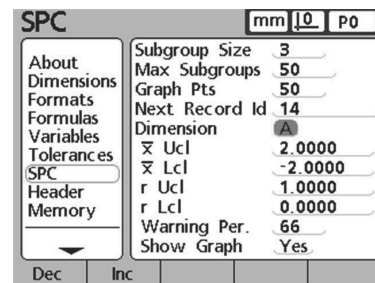 SPC
mm 0 P0
About
Dimensions
Formats
Formulas
Variables
Tolerances
SPC
Header
Memory
Subgroup Size 3
Max Subgroups 50
Graph Pts 50
Next Record Id 14
Dimension A
x̄ Ucl 2.0000
x̄ Lcl -2.0000
r Ucl 1.0000
r Lcl 0.0000
Warning Per. 66
Show Graph Yes
Dec Inc